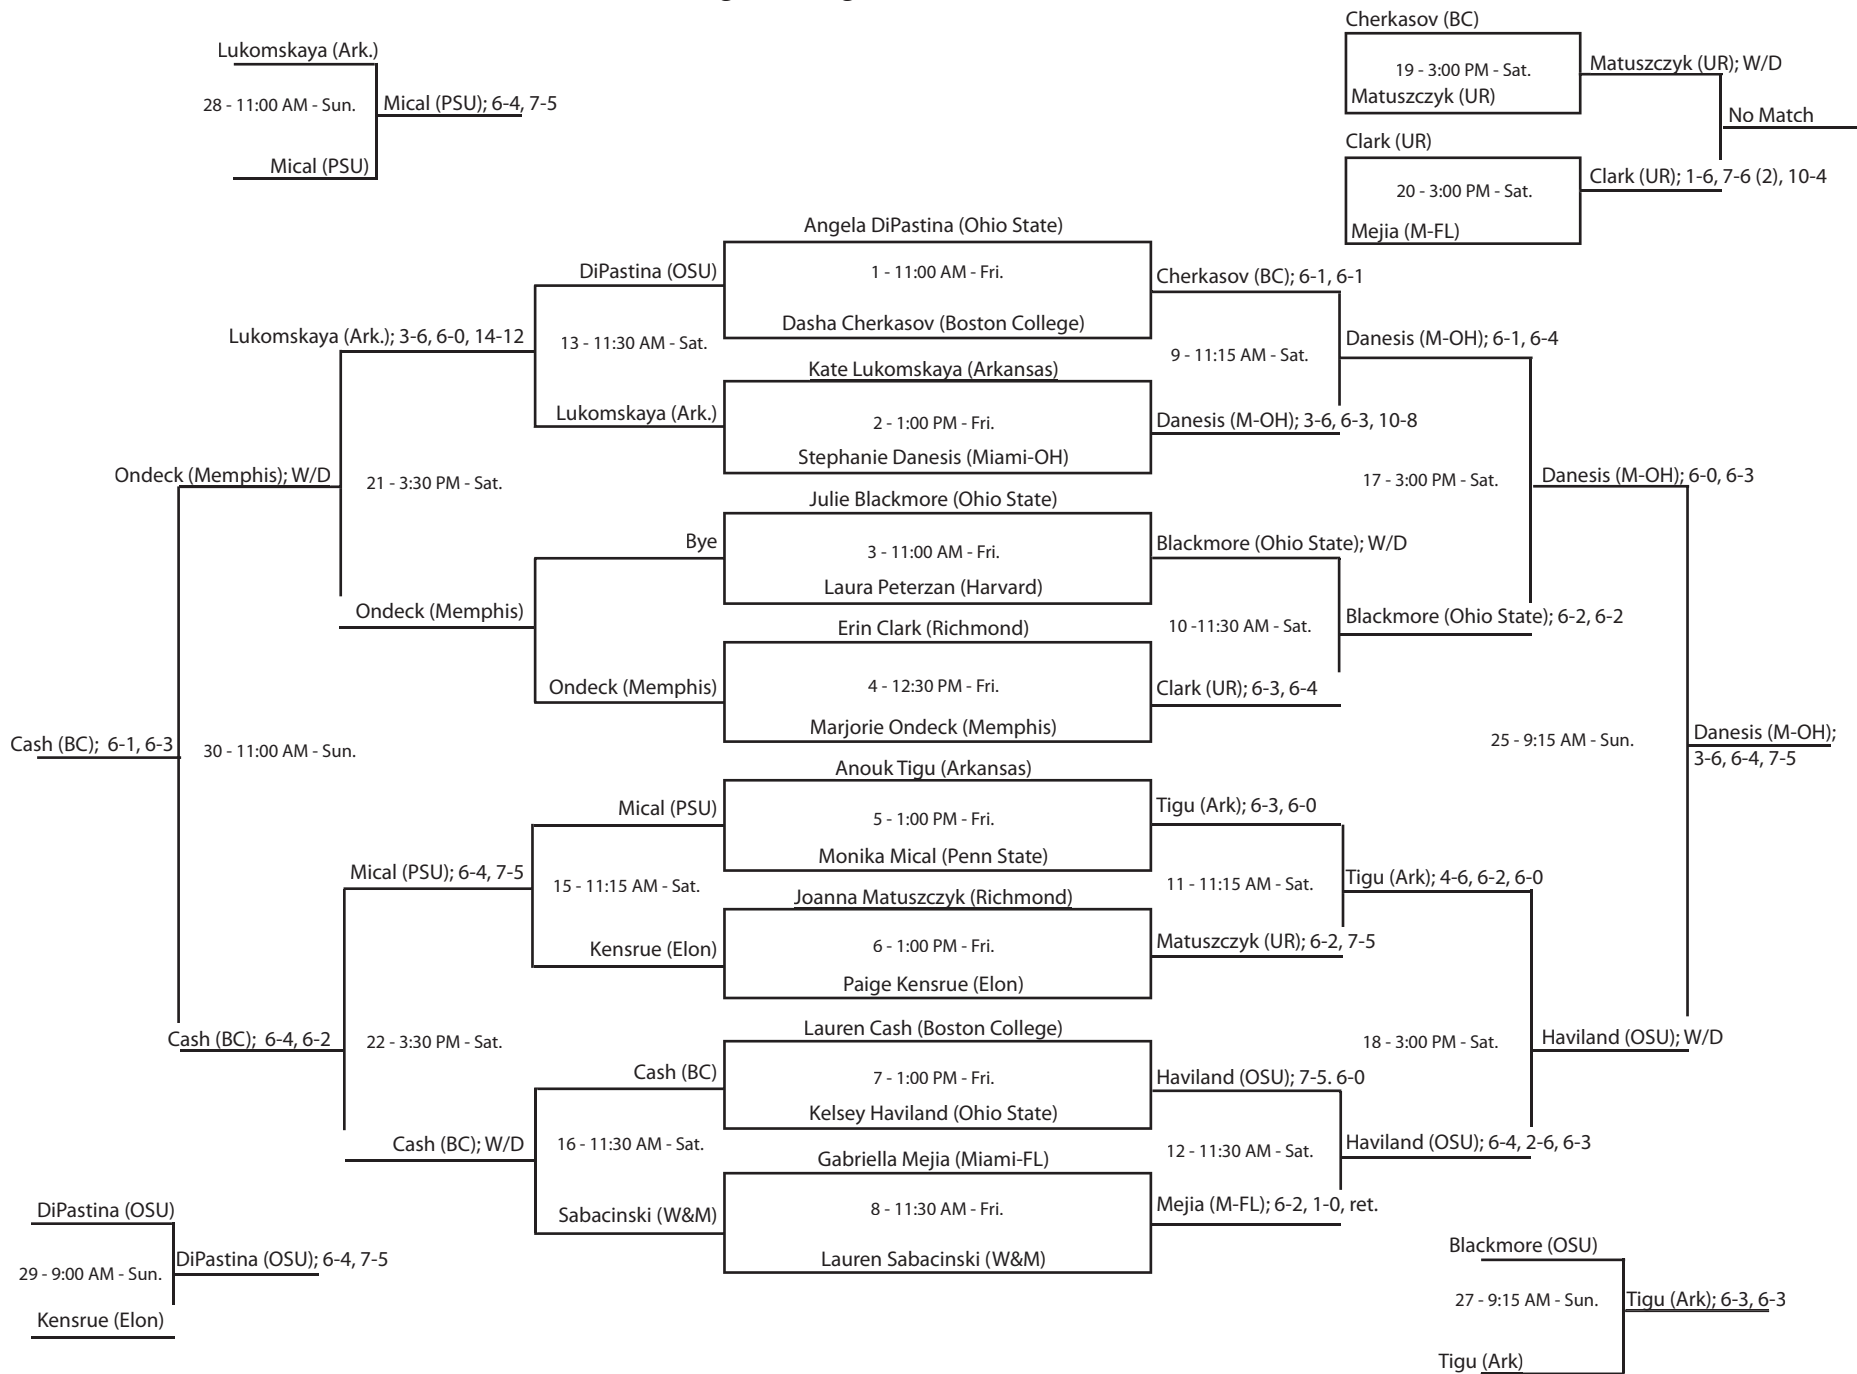 Lukomskaya (Ark.)
28 - 11:00 AM - Sun.
Mical (PSU); 6-4, 7-5
Mical (PSU)
Cherkasov (BC)
19 - 3:00 PM - Sat.
Matuszczyk (UR)
Matuszczyk (UR); W/D
No Match
Clark (UR)
20 - 3:00 PM - Sat.
Mejia (M-FL)
Clark (UR); 1-6, 7-6 (2), 10-4
Angela DiPastina (Ohio State)
1 - 11:00 AM - Fri.
Dasha Cherkasov (Boston College)
Kate Lukomskaya (Arkansas)
2 - 1:00 PM - Fri.
Stephanie Danesis (Miami-OH)
Julie Blackmore (Ohio State)
3 - 11:00 AM - Fri.
Laura Peterzan (Harvard)
Erin Clark (Richmond)
4 - 12:30 PM - Fri.
Marjorie Ondeck (Memphis)
Anouk Tigu (Arkansas)
5 - 1:00 PM - Fri.
Monika Mical (Penn State)
Joanna Matuszczyk (Richmond)
6 - 1:00 PM - Fri.
Paige Kensrue (Elon)
Lauren Cash (Boston College)
7 - 1:00 PM - Fri.
Kelsey Haviland (Ohio State)
Gabriella Mejia (Miami-FL)
8 - 11:30 AM - Fri.
Lauren Sabacinski (W&M)
DiPastina (OSU)
13 - 11:30 AM - Sat.
Lukomskaya (Ark.)
Lukomskaya (Ark.); 3-6, 6-0, 14-12
Bye
Ondeck (Memphis)
Ondeck (Memphis)
21 - 3:30 PM - Sat.
Ondeck (Memphis); W/D
Mical (PSU)
15 - 11:15 AM - Sat.
Kensrue (Elon)
Mical (PSU); 6-4, 7-5
Cash (BC)
16 - 11:30 AM - Sat.
Sabacinski (W&M)
Cash (BC); W/D
22 - 3:30 PM - Sat.
Cash (BC); 6-4, 6-2
30 - 11:00 AM - Sun.
Cash (BC); 6-1, 6-3
Cherkasov (BC); 6-1, 6-1
9 - 11:15 AM - Sat.
Danesis (M-OH); 3-6, 6-3, 10-8
Danesis (M-OH); 6-1, 6-4
Blackmore (Ohio State); W/D
10 -11:30 AM - Sat.
Clark (UR); 6-3, 6-4
Blackmore (Ohio State); 6-2, 6-2
17 - 3:00 PM - Sat.
Danesis (M-OH); 6-0, 6-3
Tigu (Ark); 6-3, 6-0
11 - 11:15 AM - Sat.
Matuszczyk (UR); 6-2, 7-5
Tigu (Ark); 4-6, 6-2, 6-0
Haviland (OSU); 7-5. 6-0
12 - 11:30 AM - Sat.
Mejia (M-FL); 6-2, 1-0, ret.
Haviland (OSU); 6-4, 2-6, 6-3
18 - 3:00 PM - Sat.
Haviland (OSU); W/D
25 - 9:15 AM - Sun.
Danesis (M-OH);
3-6, 6-4, 7-5
DiPastina (OSU)
29 - 9:00 AM - Sun.
DiPastina (OSU); 6-4, 7-5
Kensrue (Elon)
Blackmore (OSU)
27 - 9:15 AM - Sun.
Tigu (Ark); 6-3, 6-3
Tigu (Ark)